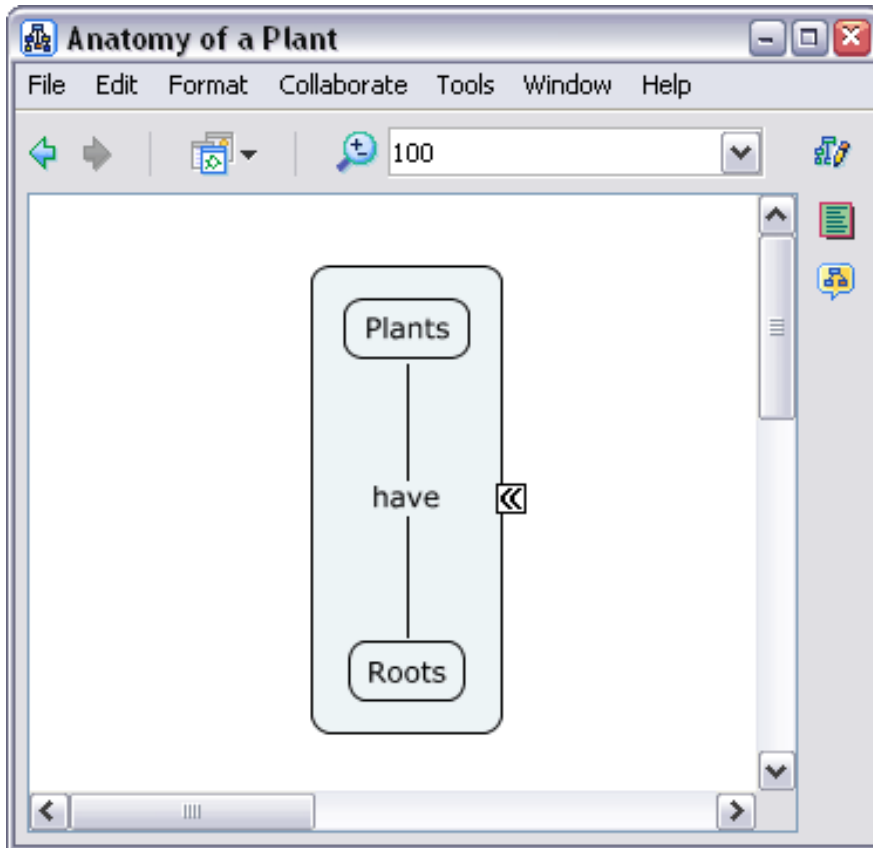 Anatomy of a Plant
File Edit Format Collaborate Tools Window Help
100
Plants
have
Roots